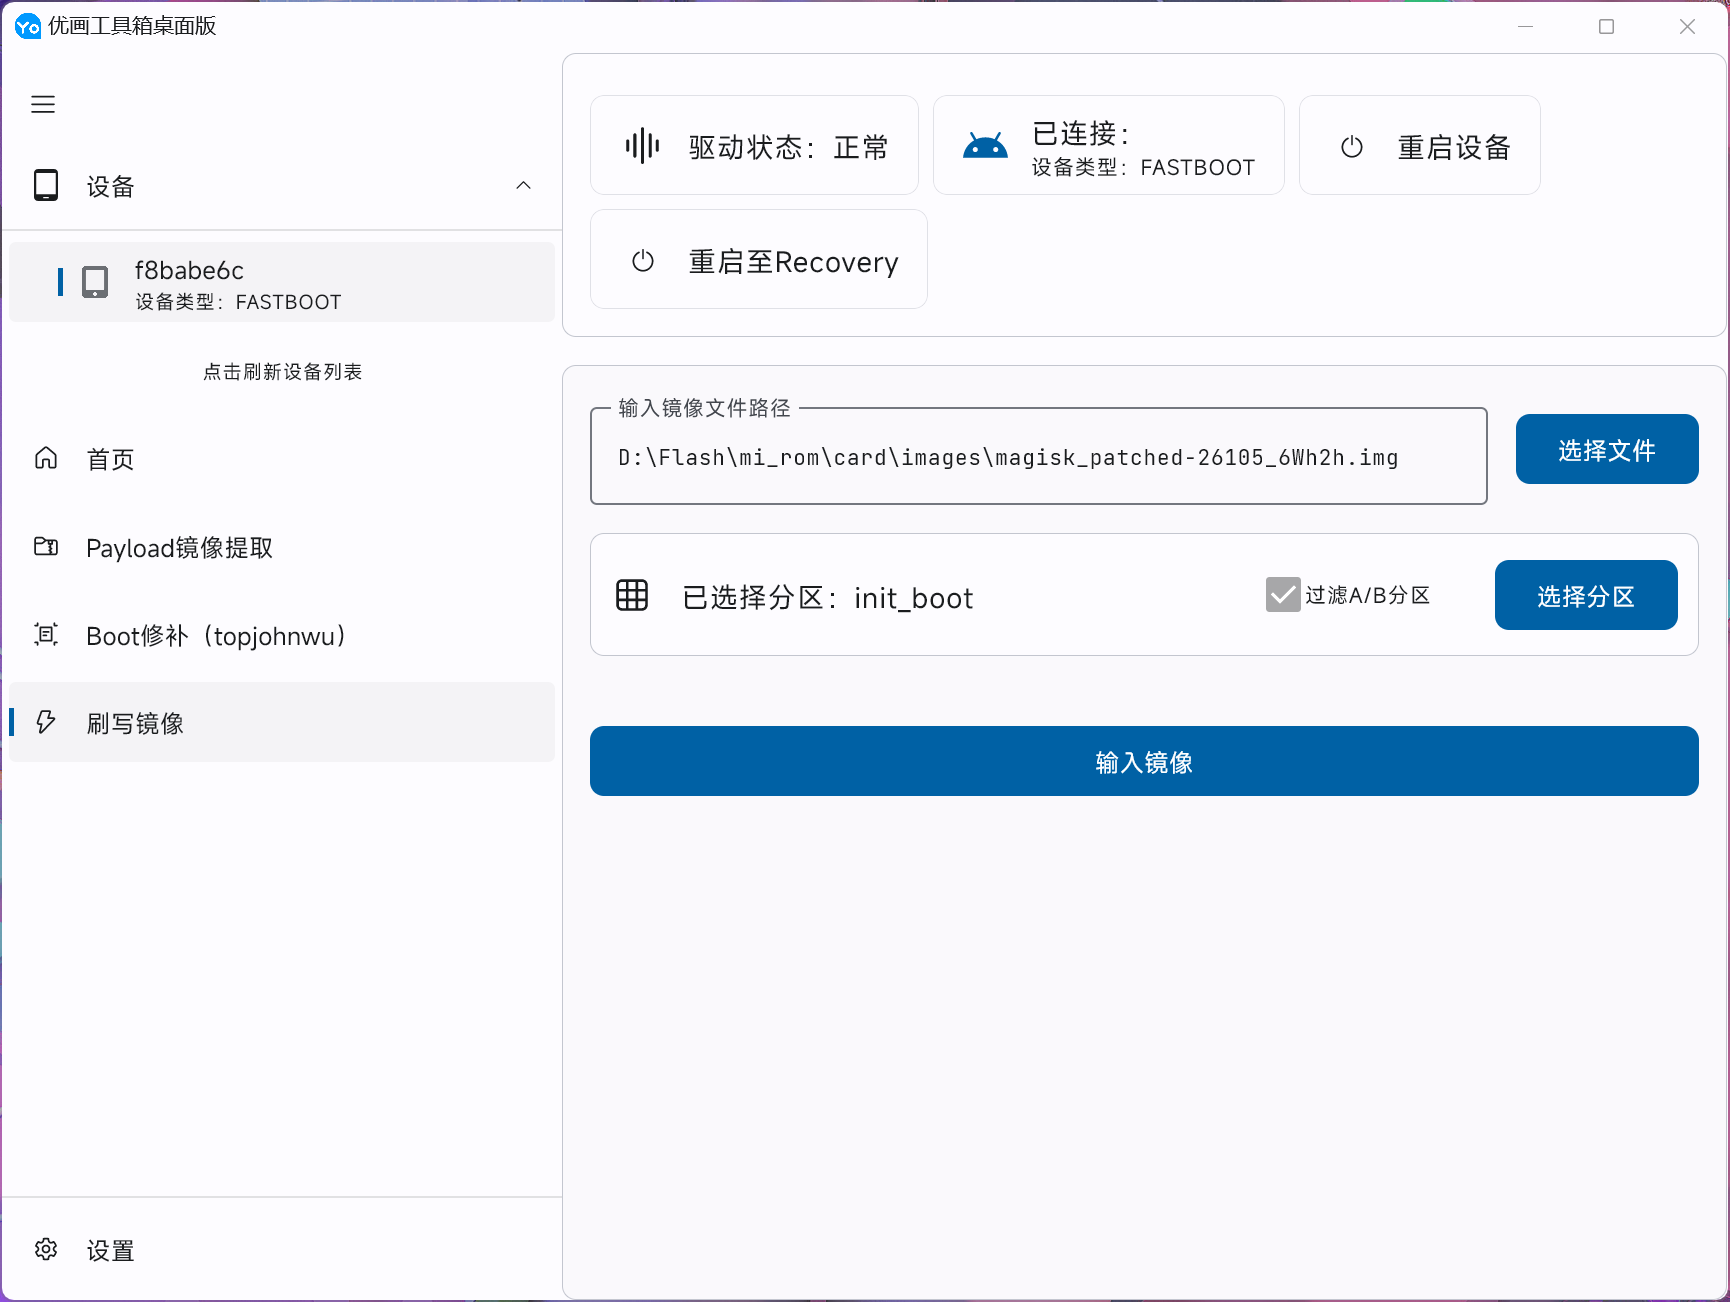 优画工具箱桌面版
设备
f8babe6c
设备类型：FASTBOOT
点击刷新设备列表
首页
Payload镜像提取
Boot修补（topjohnwu）
刷写镜像
设置
驱动状态：正常
已连接：
设备类型：FASTBOOT
重启设备
重启至Recovery
输入镜像文件路径
D:\Flash\mi_rom\card\images\magisk_patched-26105_6Wh2h.img
选择文件
已选择分区：init_boot
过滤A/B分区
选择分区
输入镜像